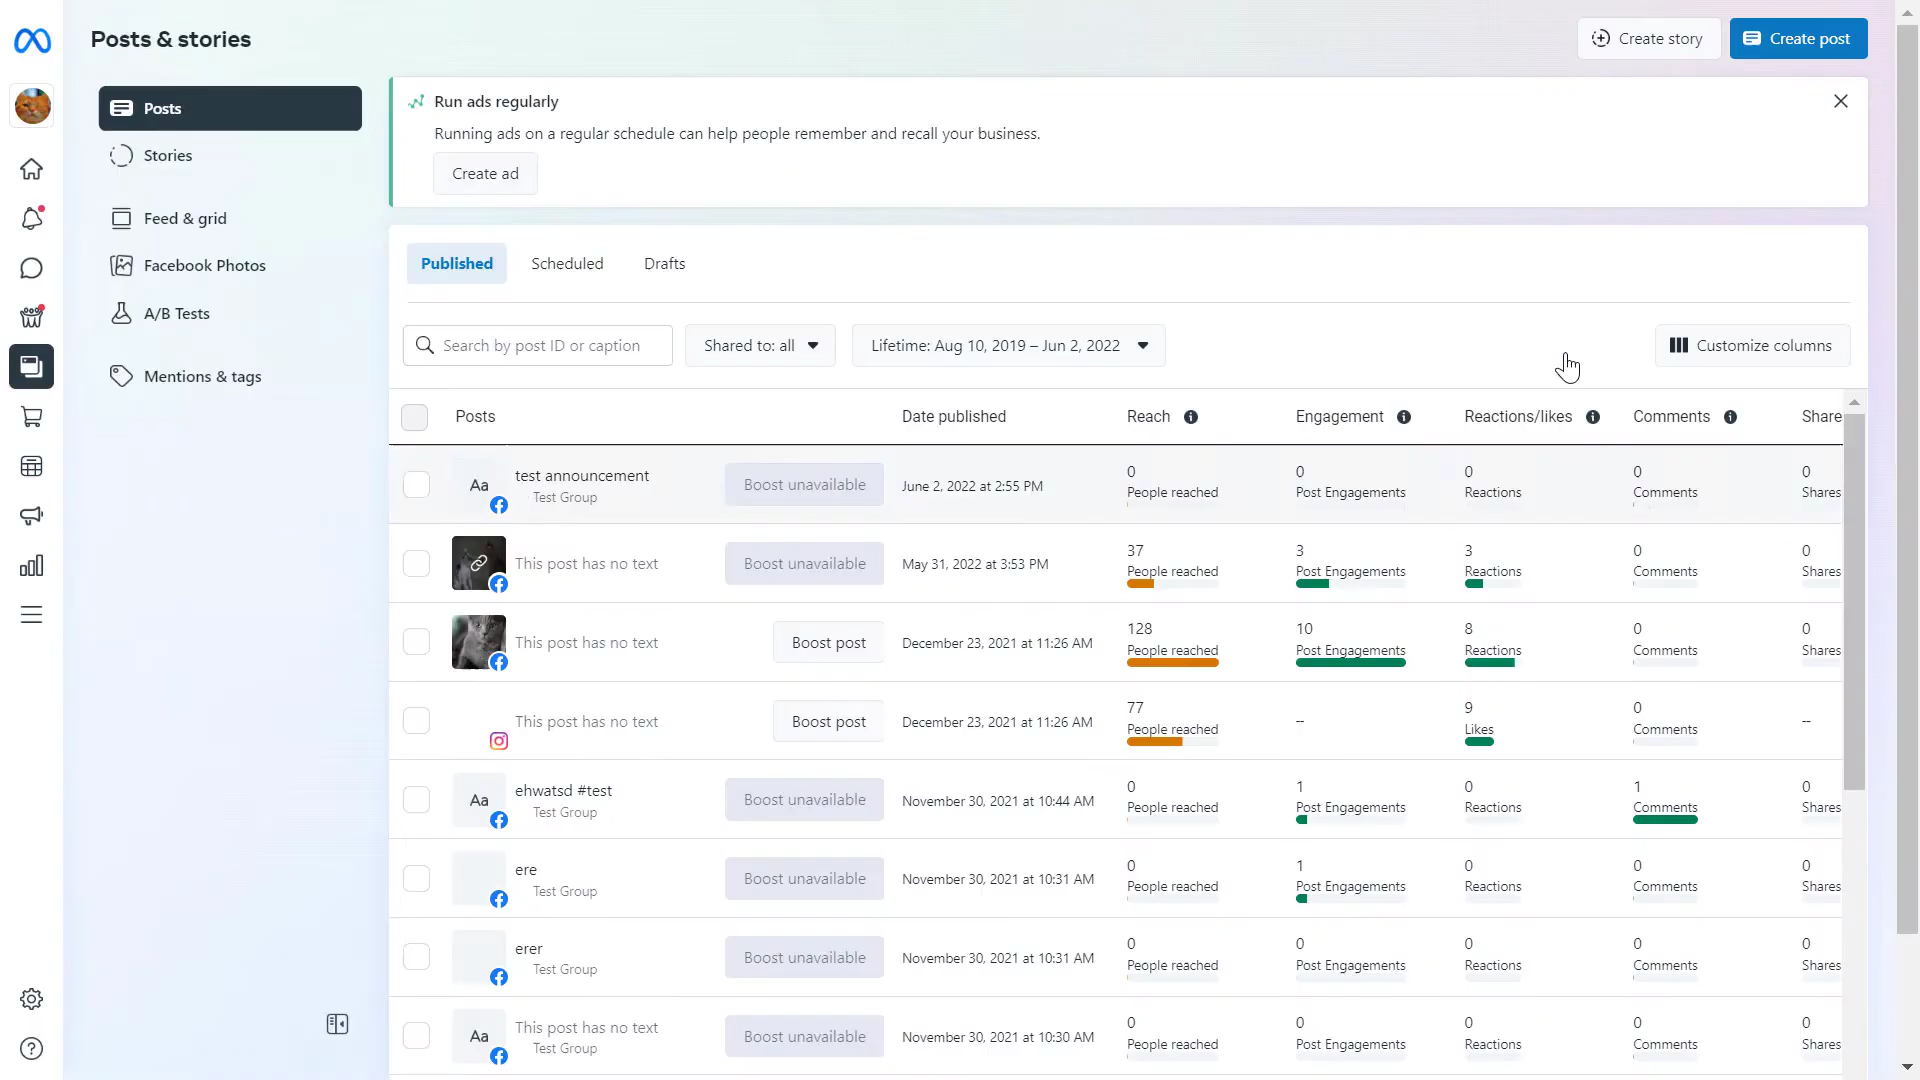 Posts & stories
Create story
Create post
Posts
Stories
Feed & grid
Facebook Photos
A/B Tests
Mentions & tags
Run ads regularly
Running ads on a regular schedule can help people remember and recall your business.
Create ad
Published Scheduled Drafts
Search by post ID or caption Shared to: all Lifetime: Aug 10, 2019 – Jun 2, 2022 Customize columns
Posts Date published Reach Engagement Reactions/likes Comments Share
Aa test announcement Boost unavailable June 2, 2022 at 2:55 PM 0 0 0 0 0
Test Group People reached Post Engagements Reactions Comments Shares
This post has no text Boost unavailable May 31, 2022 at 3:53 PM 37 3 3 0 0
People reached Post Engagements Reactions Comments Shares
This post has no text Boost post December 23, 2021 at 11:26 AM 128 10 8 0 0
People reached Post Engagements Reactions Comments Shares
This post has no text Boost post December 23, 2021 at 11:26 AM 77 -- 9 0 --
People reached Likes Comments
Aa ehwatsd #test Boost unavailable November 30, 2021 at 10:44 AM 0 1 0 1 0
Test Group People reached Post Engagements Reactions Comments Shares
ere Boost unavailable November 30, 2021 at 10:31 AM 0 1 0 0 0
Test Group People reached Post Engagements Reactions Comments Shares
erer Boost unavailable November 30, 2021 at 10:31 AM 0 0 0 0 0
Test Group People reached Post Engagements Reactions Comments Shares
Aa This post has no text Boost unavailable November 30, 2021 at 10:30 AM 0 0 0 0 0
Test Group People reached Post Engagements Reactions Comments Shares